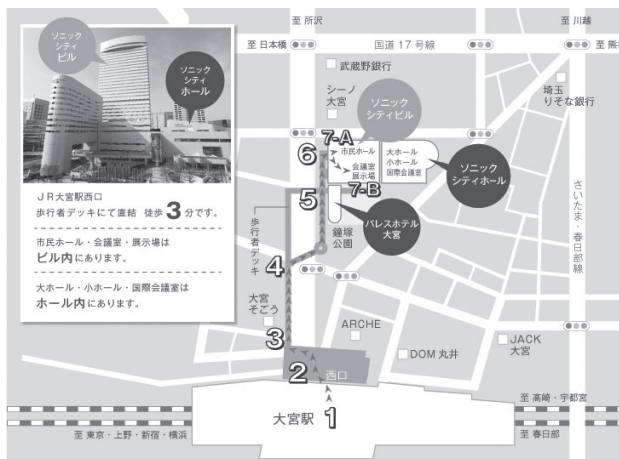 ソニック
シティ
ビル
ソニック
シティ
ホール
JR大宮駅西口
歩行者デッキにて直結 徒歩3分です。
市民ホール・会議室・展示場は
ビル内にあります。
大ホール・小ホール・国際会議室は
ホール内にあります。
至 所沢
至 川越
至 日本橋
国道17号線
至 熊
武蔵野銀行
シーノ
大宮
ソニック
シティビル
埼玉
りそな銀行
7-A
6
市民ホール
会議室
展示場
大ホール
小ホール
国際会議室
ソニック
シティホール
7-B
5
歩行者デッキ
鐘塚
公園
パレスホテル
大宮
さいたま・春日部線
4
大宮
そごう
3
ARCHE
DOM 丸井
JACK
大宮
2
西口
1
大宮駅
至 高崎・宇都宮
至 東京・上野・新宿・横浜
至 春日部